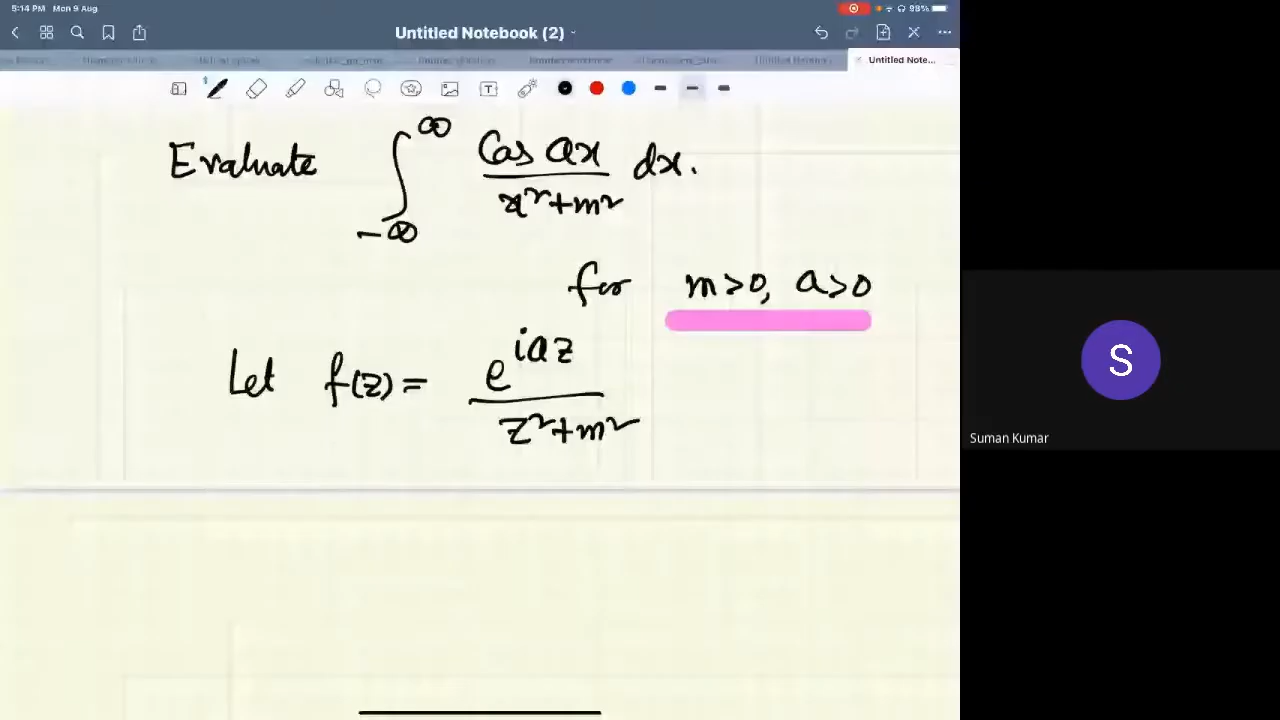 5:14 PM Mon 9 Aug
98%
Untitled Notebook (2)
Untitled Note...
Evaluate ∫_{-∞}^{∞} Cos ax / x²+m² dx.
for m>0, a>0
Let f(z) = e^{iaz} / z²+m²
S
Suman Kumar